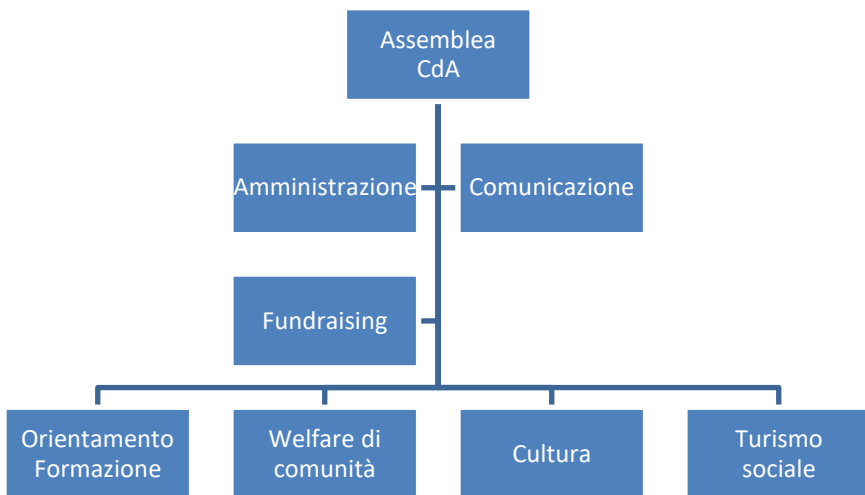 Assemblea
CdA
Amministrazione
Comunicazione
Fundraising
Orientamento
Formazione
Welfare di
comunità
Cultura
Turismo
sociale